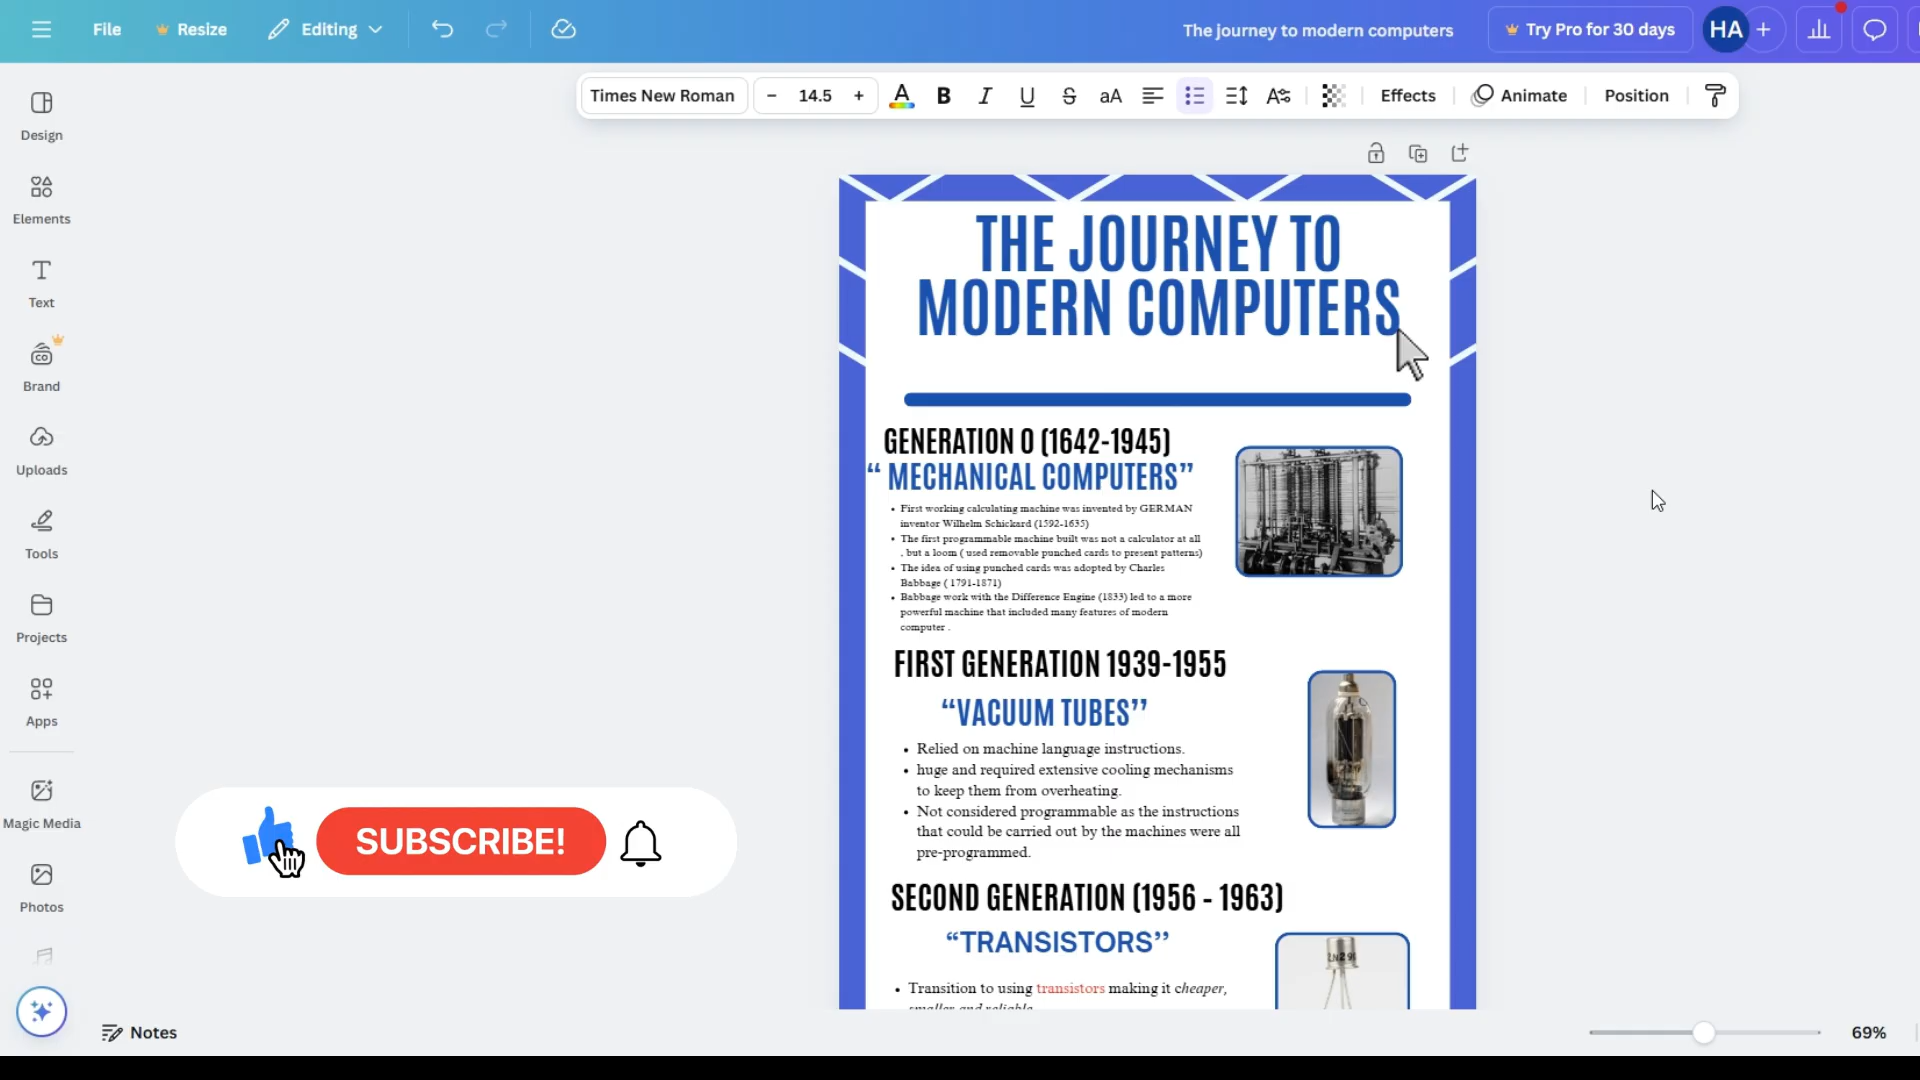 File
Resize
Editing
The journey to modern computers
Try Pro for 30 days
HA
Times New Roman
14.5
A
B
I
U
S
aA
Effects
Animate
Position
Design
Elements
Text
Brand
Uploads
Tools
Projects
Apps
Magic Media
Photos
THE JOURNEY TO
MODERN COMPUTERS
GENERATION 0 (1642-1945)
“ MECHANICAL COMPUTERS”
• First working calculating machine was invented by GERMAN
inventor Wilhelm Schickard (1592-1635)
• The first programmable machine built was not a calculator at all
, but a loom ( used removable punched cards to present patterns)
• The idea of using punched cards was adopted by Charles
Babbage ( 1791-1871)
• Babbage work with the Difference Engine (1833) led to a more
powerful machine that included many features of modern
computer .
FIRST GENERATION 1939-1955
“VACUUM TUBES’’
• Relied on machine language instructions.
• huge and required extensive cooling mechanisms
to keep them from overheating.
• Not considered programmable as the instructions
that could be carried out by the machines were all
pre-programmed.
SECOND GENERATION (1956 - 1963)
“TRANSISTORS’’
• Transition to using transistors making it cheaper,
smaller and reliable
SUBSCRIBE!
Notes
69%